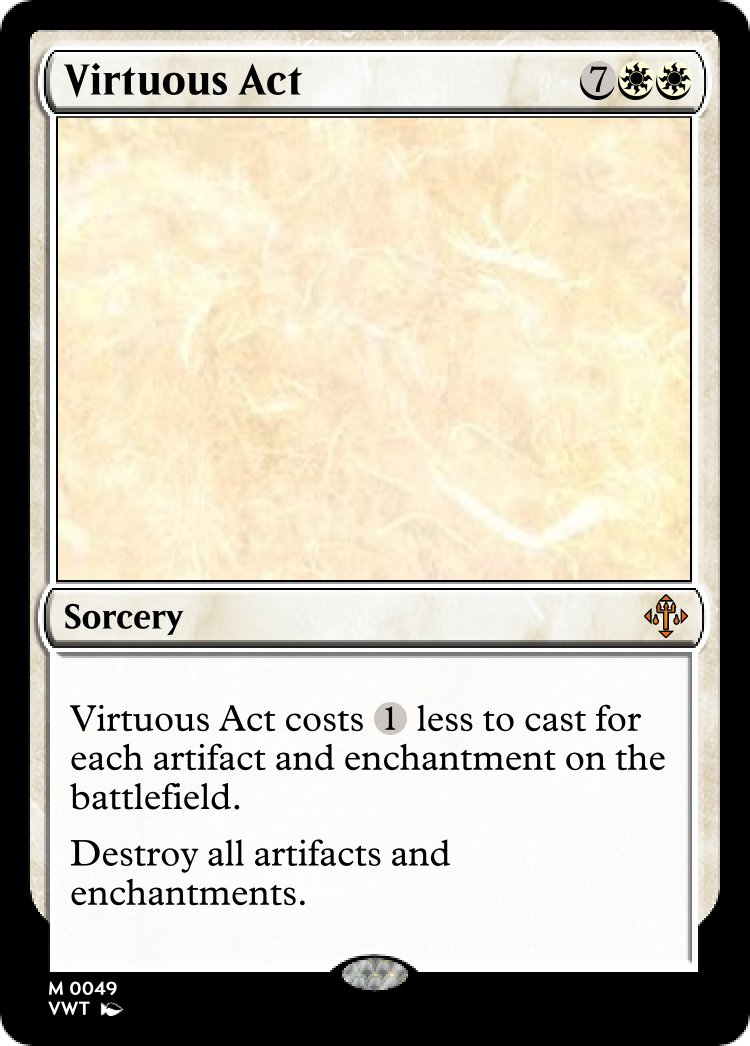 Virtuous Act 7
Sorcery
Virtuous Act costs 1 less to cast for
each artifact and enchantment on the
battlefield.
Destroy all artifacts and
enchantments.
M 0049
VWT